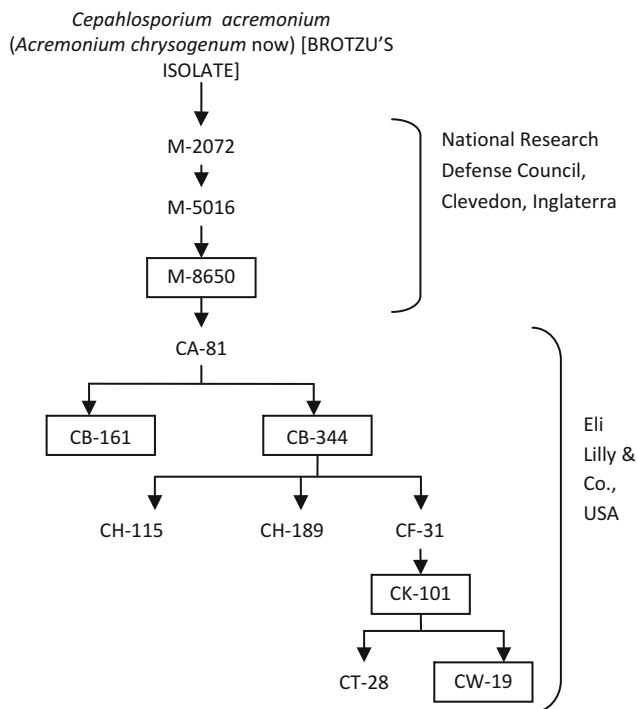 Cepahlosporium acremonium
(Acremonium chrysogenum now) [BROTZU'S
ISOLATE]
M-2072
M-5016
M-8650
National Research
Defense Council,
Clevedon, Inglaterra
CA-81
CB-161
CB-344
CH-115
CH-189
CF-31
CK-101
CT-28
CW-19
Eli
Lilly &
Co.,
USA